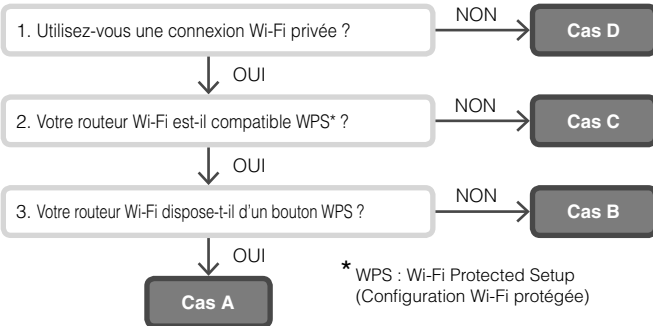 1. Utilisez-vous une connexion Wi-Fi privée ?
NON
Cas D
OUI
2. Votre routeur Wi-Fi est-il compatible WPS* ?
NON
Cas C
OUI
3. Votre routeur Wi-Fi dispose-t-il d'un bouton WPS ?
NON
Cas B
OUI
Cas A
* WPS : Wi-Fi Protected Setup
(Configuration Wi-Fi protégée)